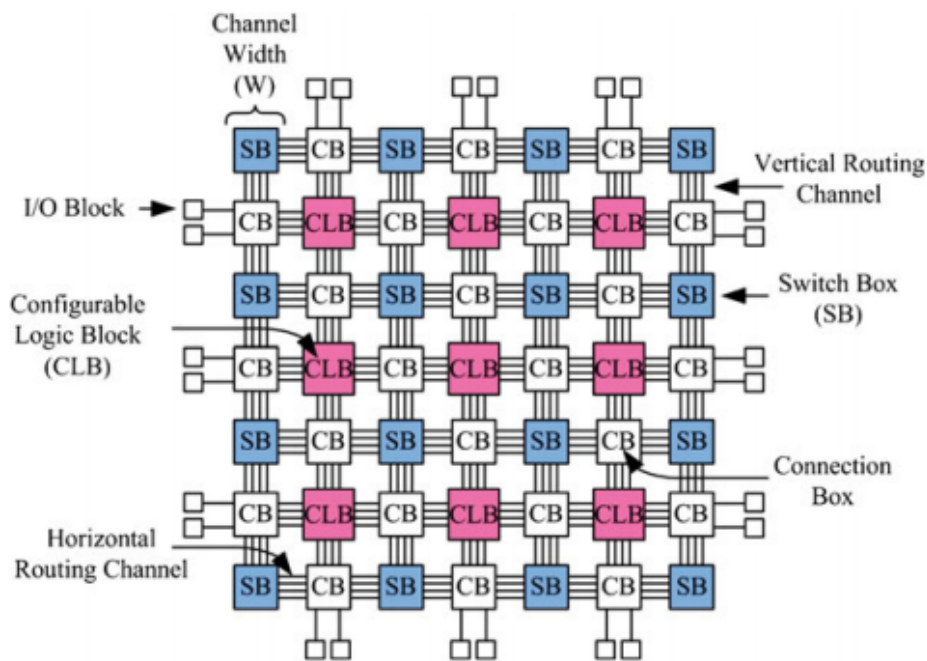 Channel
Width
(W)
SB CB SB CB SB CB SB
Vertical Routing
Channel
I/O Block
CB CLB CB CLB CB CLB CB
SB CB SB CB SB CB SB
Switch Box
(SB)
Configurable
Logic Block
(CLB)
CB CLB CB CLB CB CLB CB
SB CB SB CB SB CB SB
Connection
Box
CB CLB CB CLB CB CLB CB
Horizontal
Routing Channel
SB CB SB CB SB CB SB